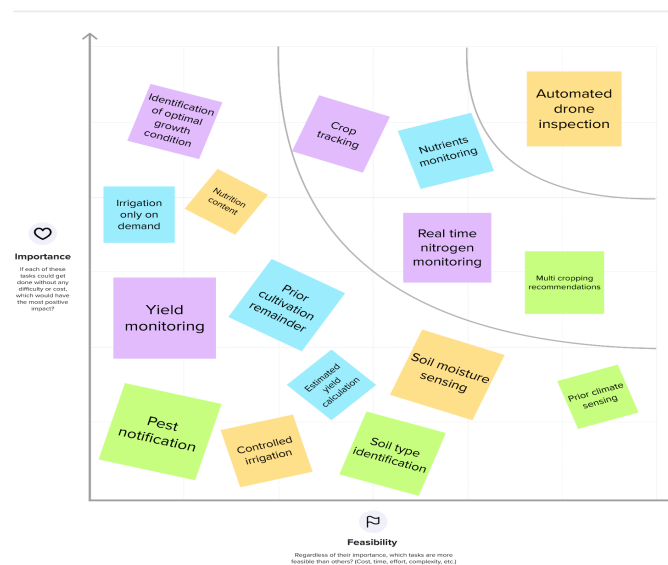 Automated
drone
inspection
Identification
of optimal
growth
condition
Crop
tracking
Nutrients
monitoring
Irrigation
only on
demand
Nutrition
content
Real time
nitrogen
monitoring
Multi cropping
recommendations
Importance
If each of these
tasks could get
done without any
difficulty or cost,
which would have
the most positive
impact?
Yield
monitoring
Prior
cultivation
remainder
Estimated
yield
calculation
Soil moisture
sensing
Prior climate
sensing
Pest
notification
Controlled
irrigation
Soil type
identification
Feasibility
Regardless of their importance, which tasks are more
feasible than others? (Cost, time, effort, complexity, etc.)